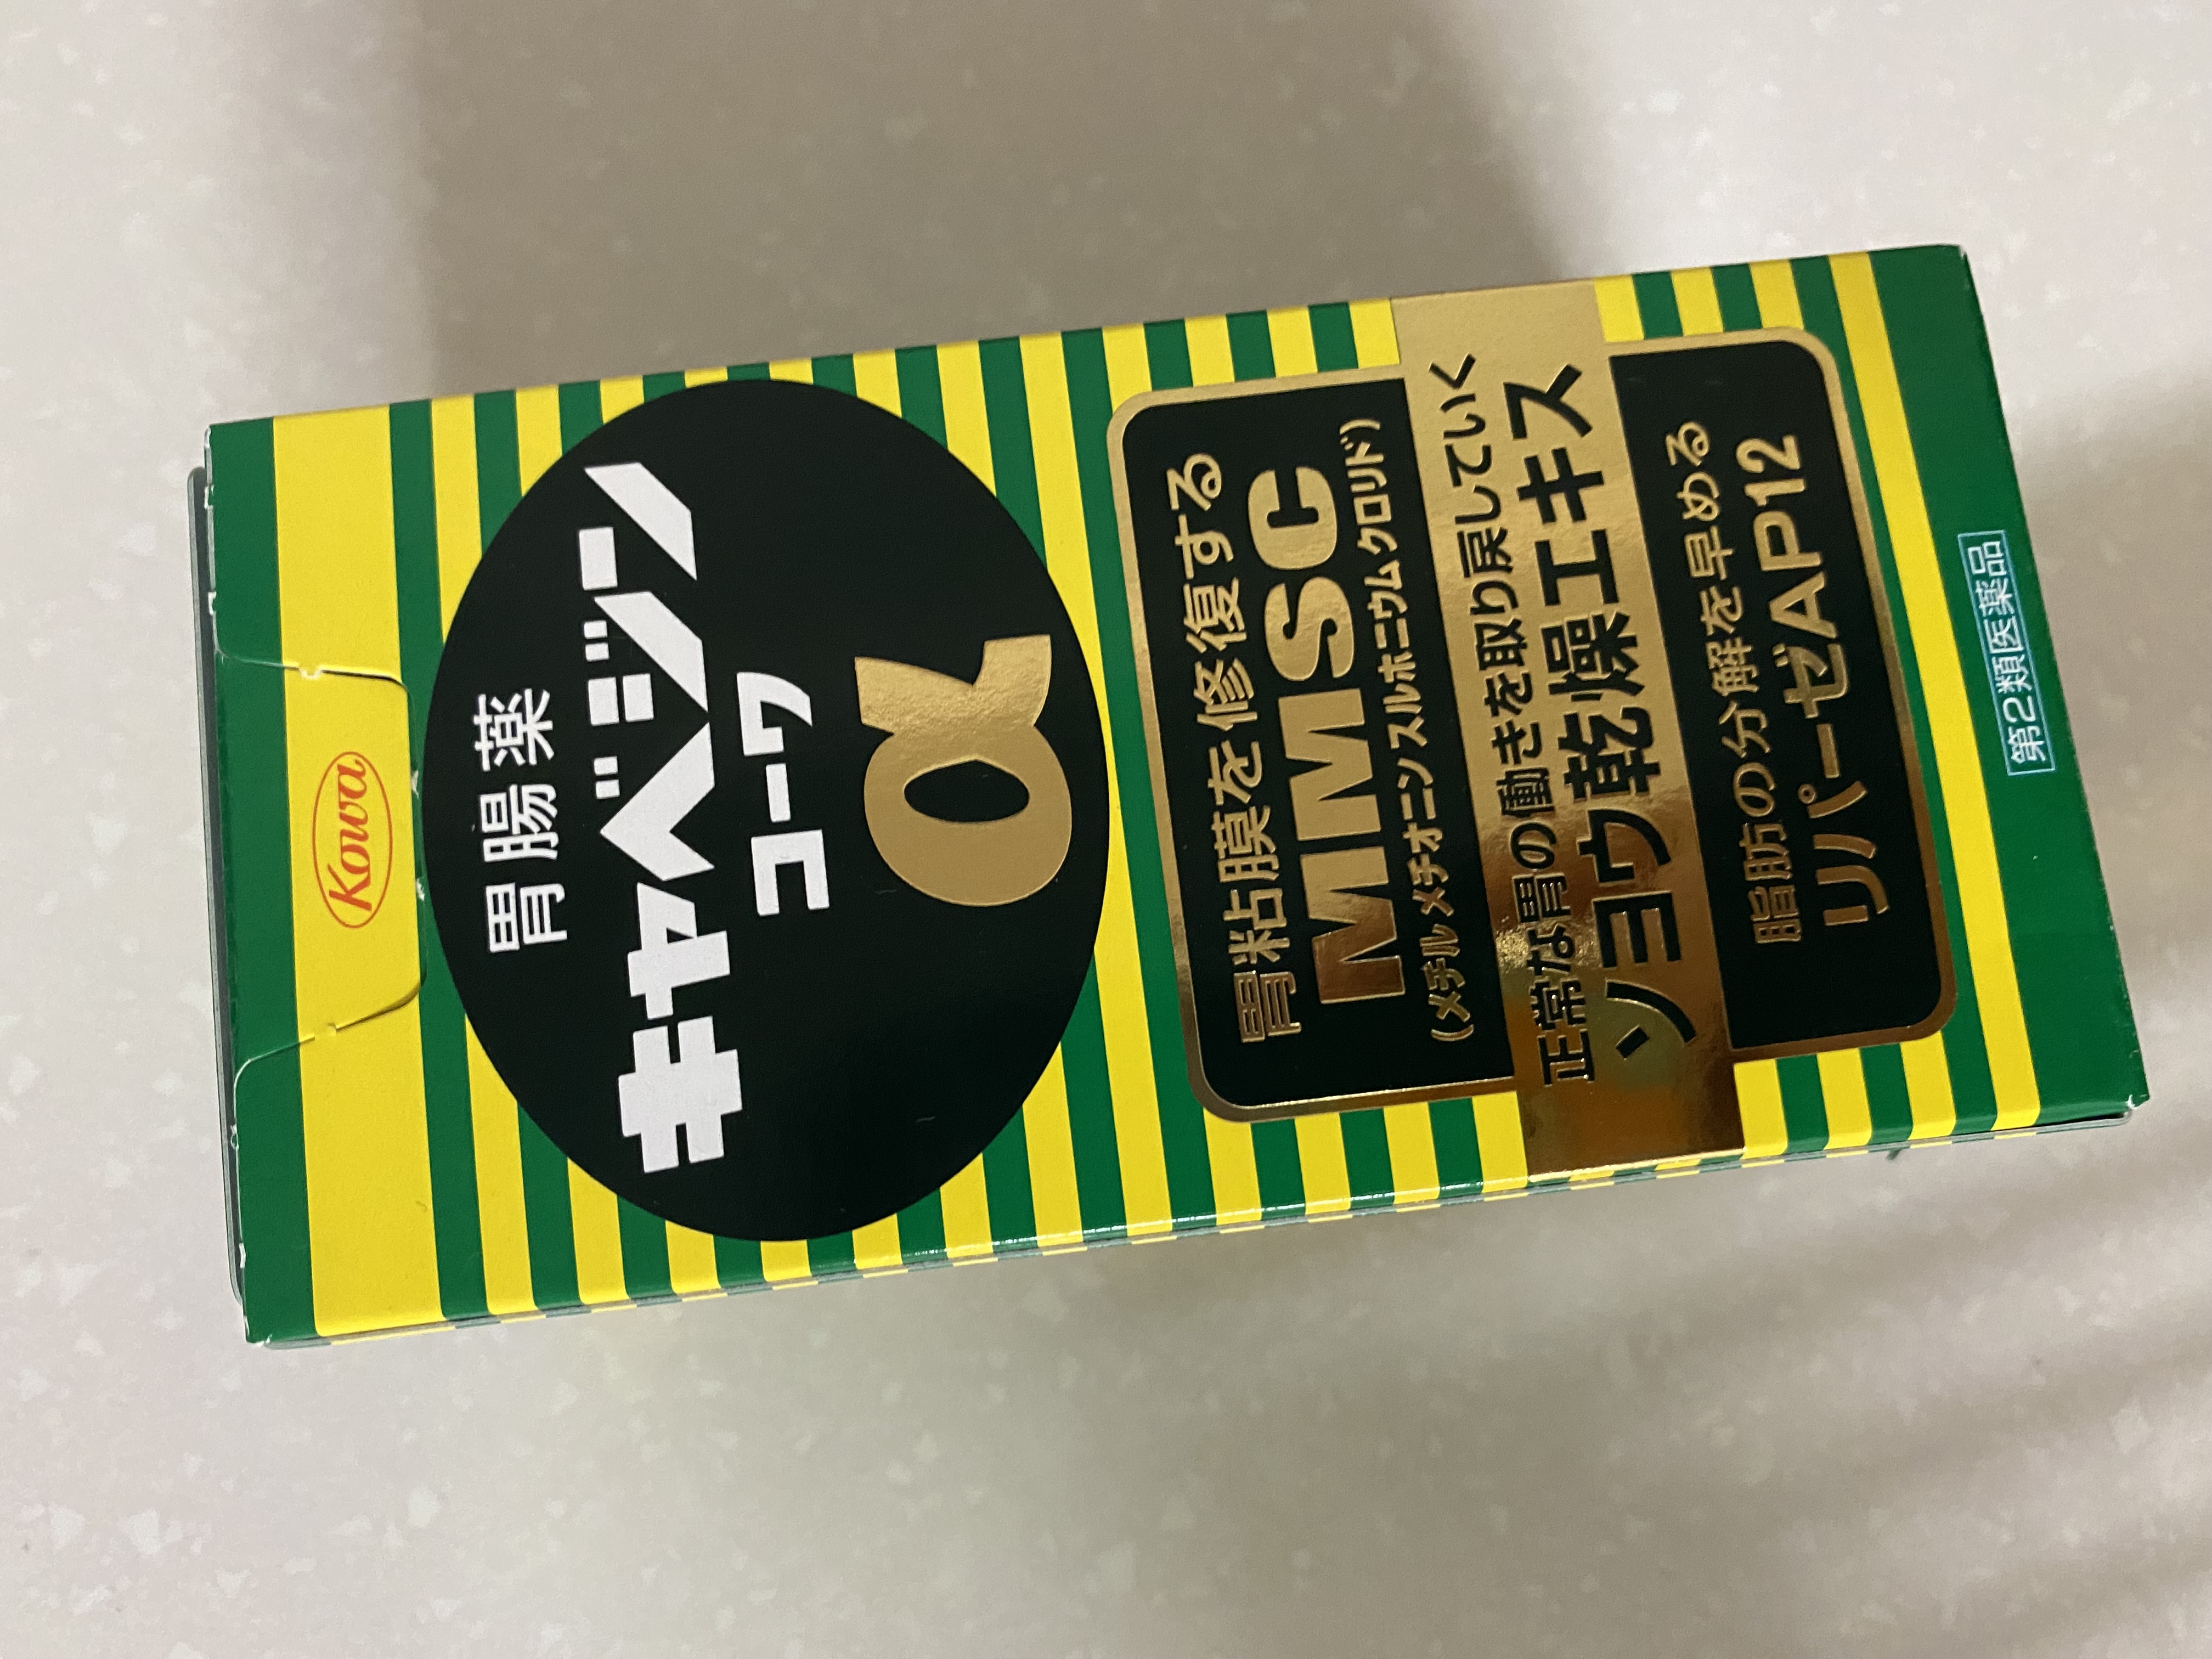 Kowa
胃腸薬
キャベジン
コーワ
α
胃粘膜を修復する
MMSC
(メチルメチオニンスルホニウムクロリド)
正常な胃の働きを取り戻していく
ソヨウ乾燥エキス
脂肪の分解を早める
リパーゼAP12
第2類医薬品